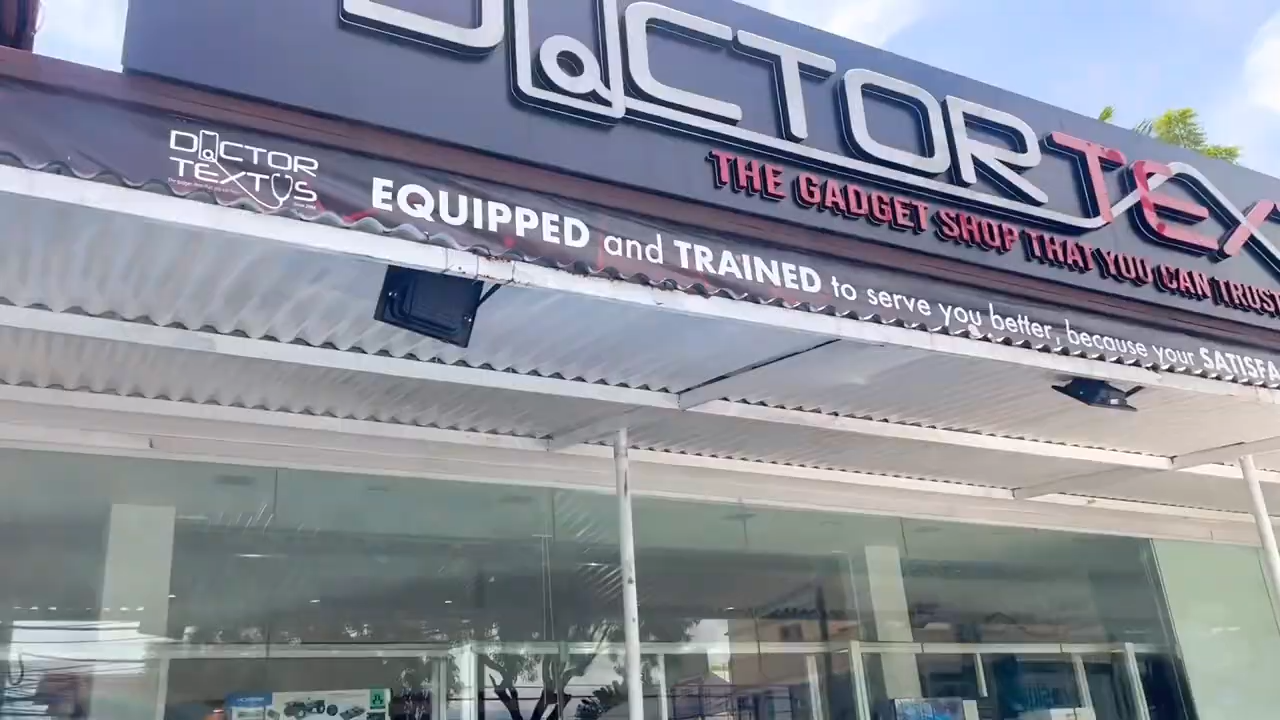 DOCTOR TEX
THE GADGET SHOP THAT YOU CAN TRUST
DOCTOR
TEXTUS
EQUIPPED and TRAINED to serve you better, because your SATISFA